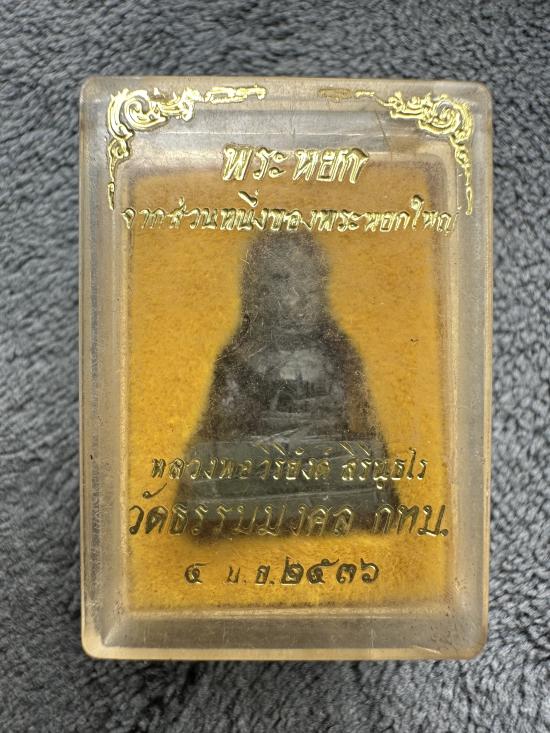 พระหยก
จากส่วนหนึ่งของพระหยกใหญ่
หลวงพ่อวิริยังค์ สิรินฺธโร
วัดธรรมมงคล กทม.
๔ ม.ย. ๒๕๓๖